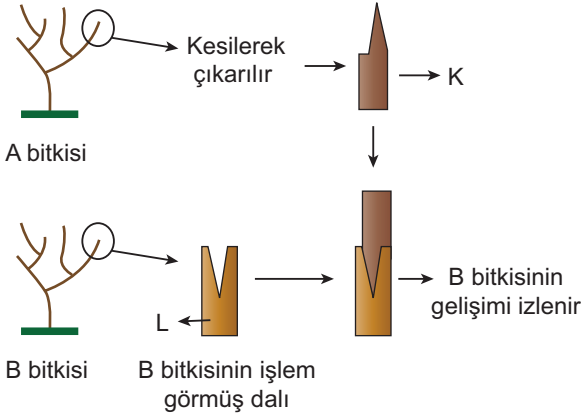 Kesilerek
çıkarılır
K
A bitkisi
L
B bitkisinin
gelişimi izlenir
B bitkisi
B bitkisinin işlem
görmüş dalı